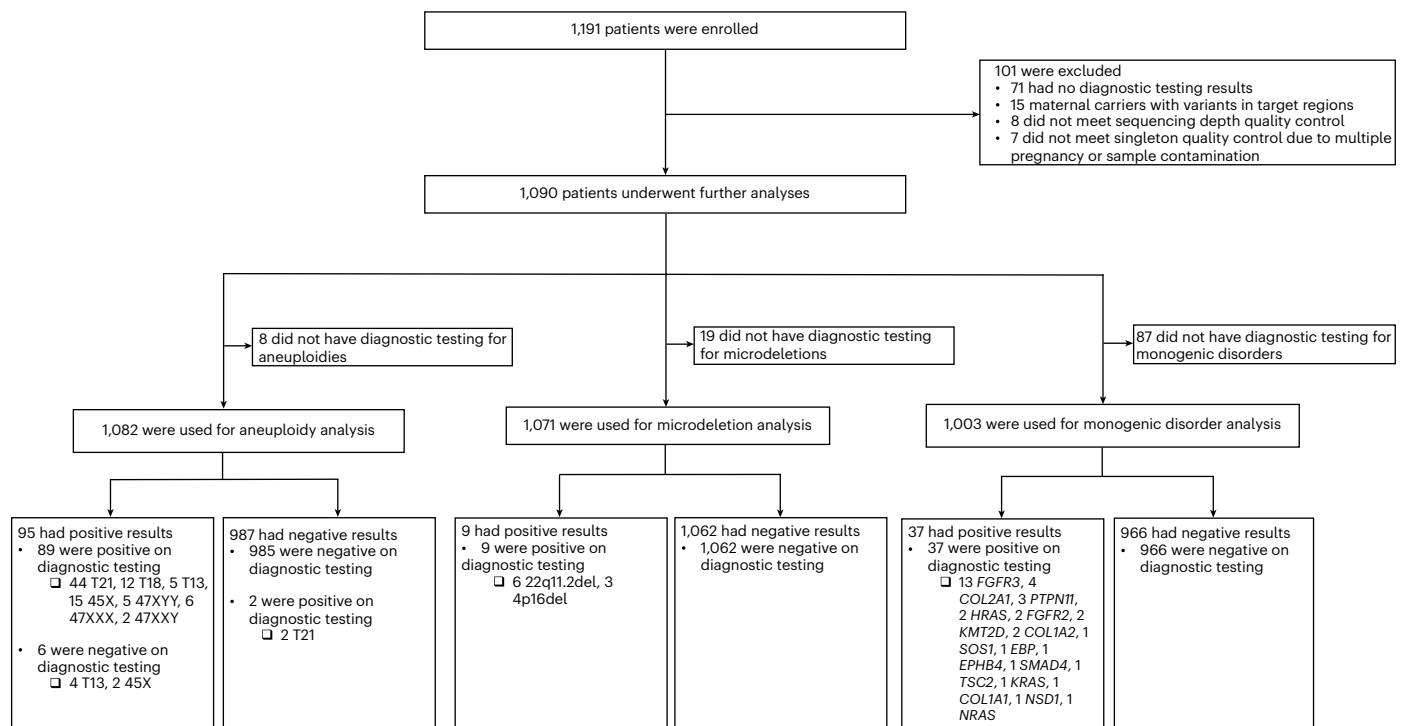 1,191 patients were enrolled
101 were excluded
• 71 had no diagnostic testing results
• 15 maternal carriers with variants in target regions
• 8 did not meet sequencing depth quality control
• 7 did not meet singleton quality control due to multiple
pregnancy or sample contamination
1,090 patients underwent further analyses
8 did not have diagnostic testing for
aneuploidies
19 did not have diagnostic testing
for microdeletions
87 did not have diagnostic testing for
monogenic disorders
1,082 were used for aneuploidy analysis
1,071 were used for microdeletion analysis
1,003 were used for monogenic disorder analysis
95 had positive results
• 89 were positive on
diagnostic testing
❑ 44 T21, 12 T18, 5 T13,
15 45X, 5 47XYY, 6
47XXX, 2 47XXY
• 6 were negative on
diagnostic testing
❑ 4 T13, 2 45X
987 had negative results
• 985 were negative on
diagnostic testing
• 2 were positive on
diagnostic testing
❑ 2 T21
9 had positive results
• 9 were positive on
diagnostic testing
❑ 6 22q11.2del, 3
4p16del
1,062 had negative results
• 1,062 were negative on
diagnostic testing
37 had positive results
• 37 were positive on
diagnostic testing
❑ 13 FGFR3, 4
COL2A1, 3 PTPN11,
2 HRAS, 2 FGFR2, 2
KMT2D, 2 COL1A2, 1
SOS1, 1 EBP, 1
EPHB4, 1 SMAD4, 1
TSC2, 1 KRAS, 1
COL1A1, 1 NSD1, 1
NRAS
966 had negative results
• 966 were negative on
diagnostic testing